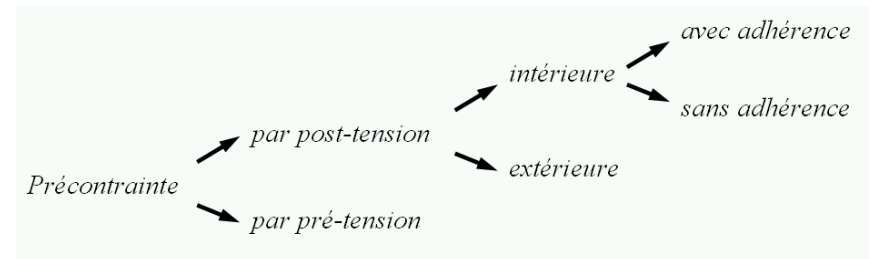 avec adhérence
intérieure
sans adhérence
par post-tension
extérieure
Précontrainte
par pré-tension